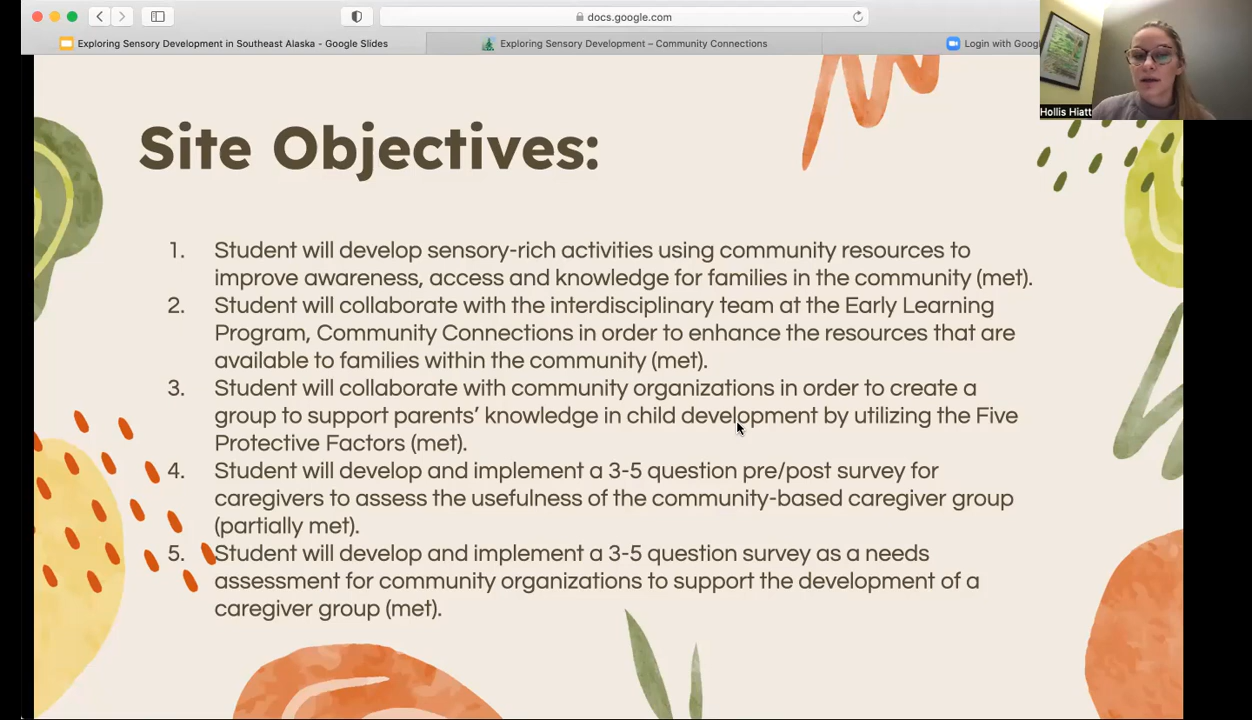 docs.google.com
Exploring Sensory Development in Southeast Alaska - Google Slides
Exploring Sensory Development – Community Connections
Login with Goog
Hollis Hiatt
Site Objectives:
1. Student will develop sensory-rich activities using community resources to
improve awareness, access and knowledge for families in the community (met).
2. Student will collaborate with the interdisciplinary team at the Early Learning
Program, Community Connections in order to enhance the resources that are
available to families within the community (met).
3. Student will collaborate with community organizations in order to create a
group to support parents’ knowledge in child development by utilizing the Five
Protective Factors (met).
4. Student will develop and implement a 3-5 question pre/post survey for
caregivers to assess the usefulness of the community-based caregiver group
(partially met).
5. Student will develop and implement a 3-5 question survey as a needs
assessment for community organizations to support the development of a
caregiver group (met).